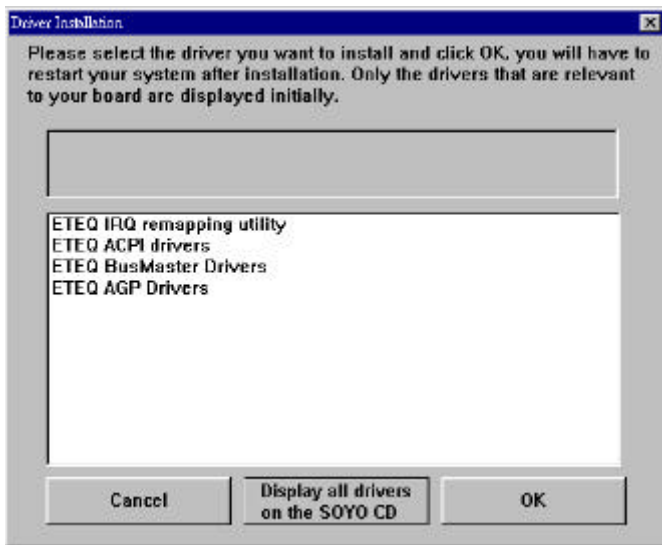 Driver Installation
Please select the driver you want to install and click OK, you will have to
restart your system after installation. Only the drivers that are relevant
to your board are displayed initially.
ETEQ IRQ remapping utility
ETEQ ACPI drivers
ETEQ BusMaster Drivers
ETEQ AGP Drivers
Cancel
Display all drivers
on the SOYO CD
OK